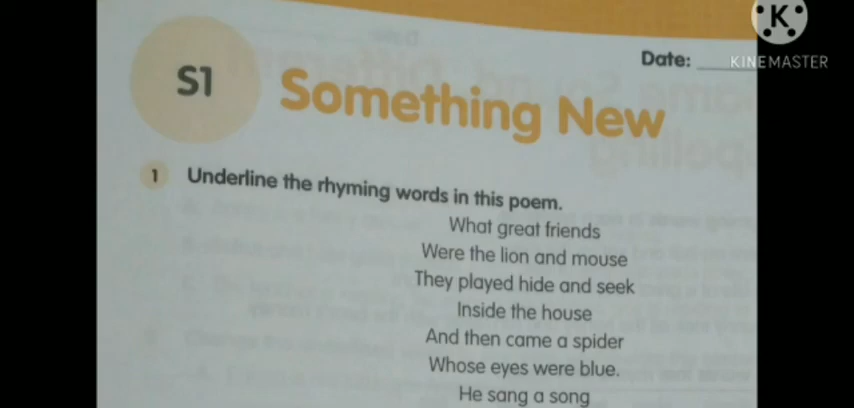 K
KINEMASTER
Date:
S1
Something New
1 Underline the rhyming words in this poem.
What great friends
Were the lion and mouse
They played hide and seek
Inside the house
And then came a spider
Whose eyes were blue.
He sang a song